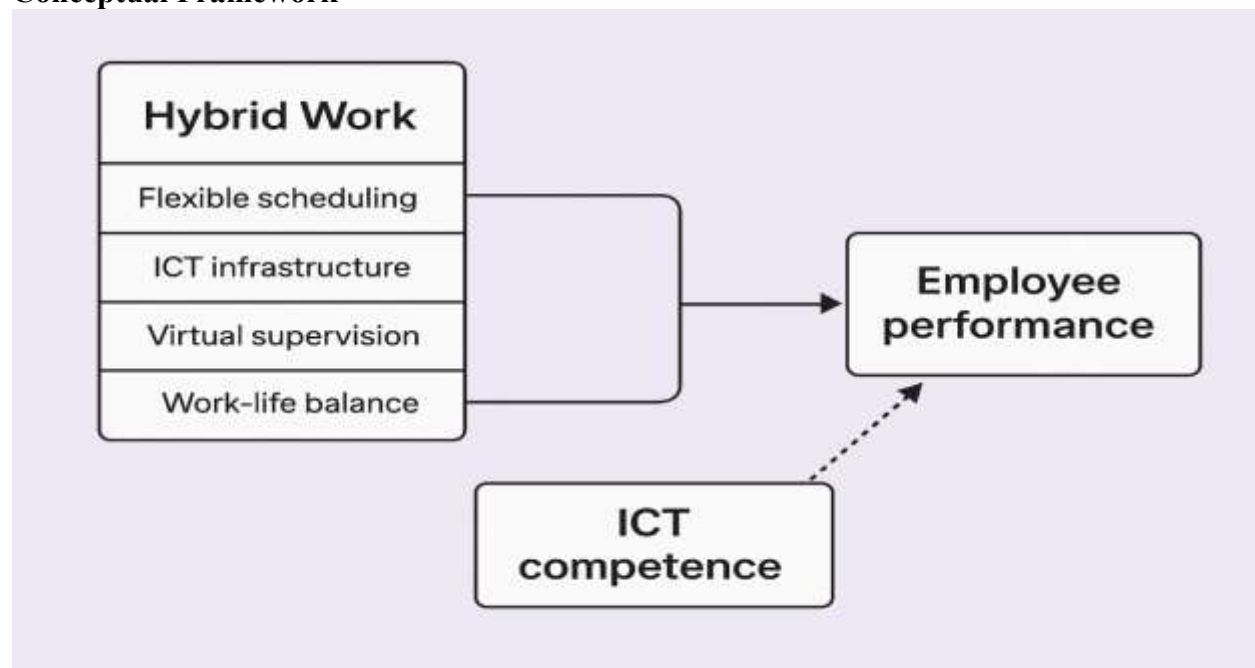 Conceptual Framework
Hybrid Work
Flexible scheduling
ICT infrastructure
Virtual supervision
Work-life balance
Employee
performance
ICT
competence